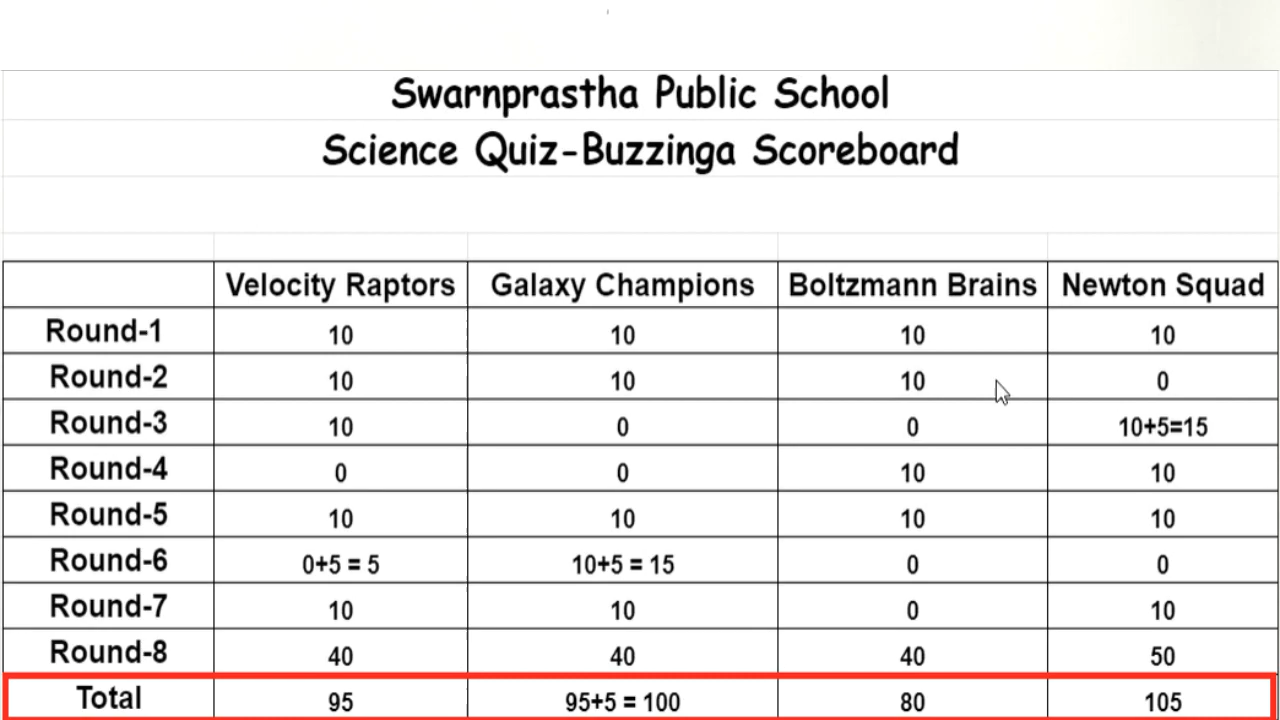 Swarnprastha Public School
Science Quiz-Buzzinga Scoreboard
Velocity Raptors Galaxy Champions Boltzmann Brains Newton Squad
Round-1 10 10 10 10
Round-2 10 10 10 0
Round-3 10 0 0 10+5=15
Round-4 0 0 10 10
Round-5 10 10 10 10
Round-6 0+5 = 5 10+5 = 15 0 0
Round-7 10 10 0 10
Round-8 40 40 40 50
Total 95 95+5 = 100 80 105